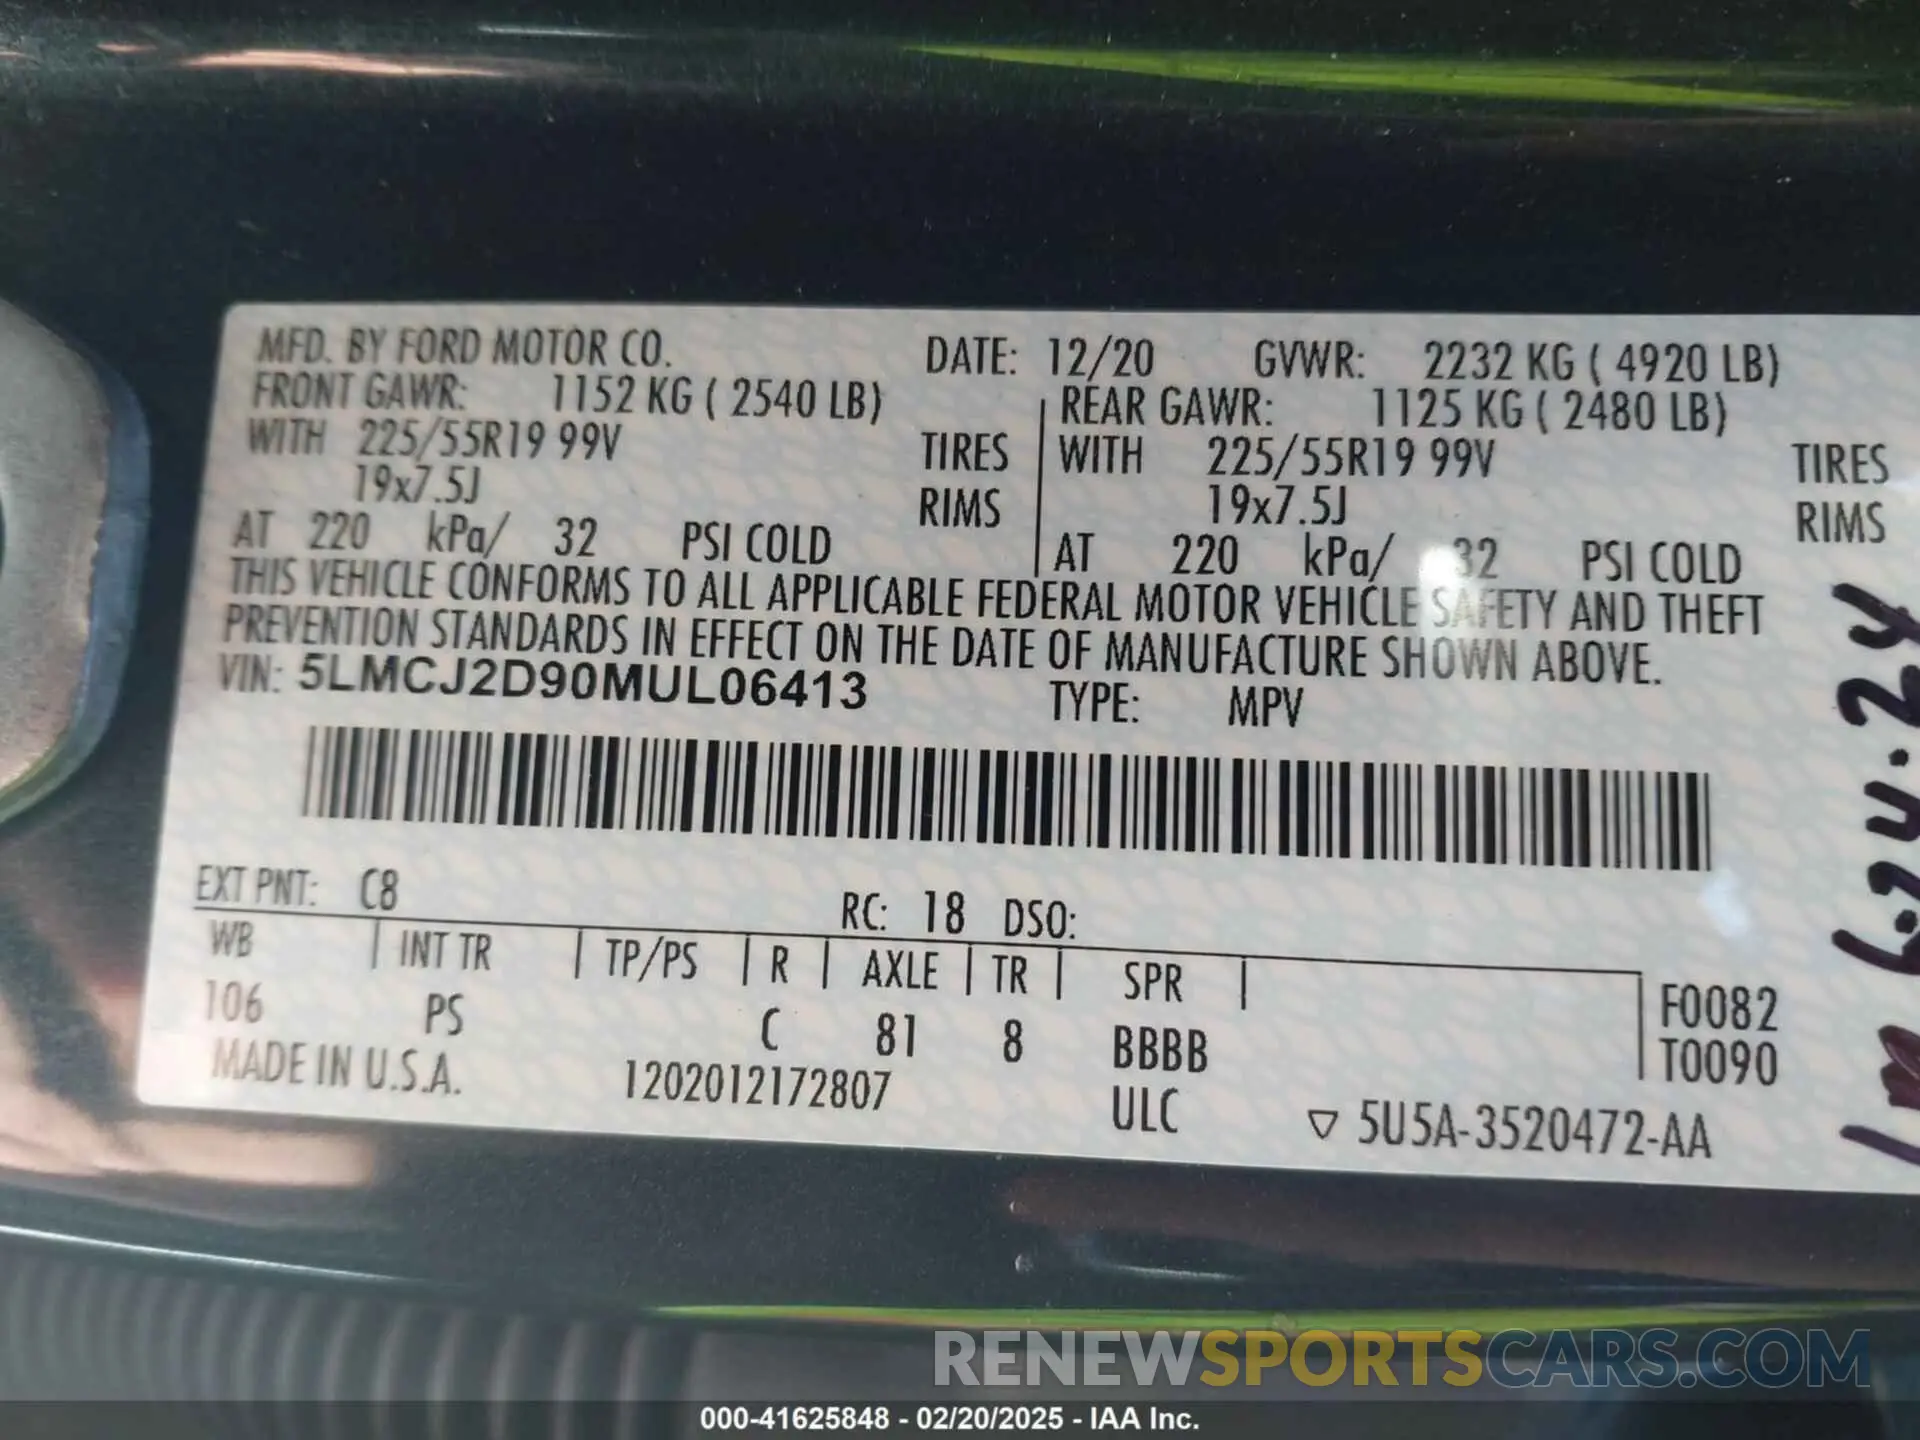 MFD. BY FORD MOTOR CO. DATE: 12/20 GVWR: 2232 KG ( 4920 LB)
FRONT GAWR: 1152 KG ( 2540 LB) REAR GAWR: 1125 KG ( 2480 LB)
WITH 225/55R19 99V TIRES WITH 225/55R19 99V TIRES
19x7.5J RIMS 19x7.5J RIMS
AT 220 kPa/ 32 PSI COLD AT 220 kPa/ 32 PSI COLD
THIS VEHICLE CONFORMS TO ALL APPLICABLE FEDERAL MOTOR VEHICLE SAFETY AND THEFT
PREVENTION STANDARDS IN EFFECT ON THE DATE OF MANUFACTURE SHOWN ABOVE.
VIN: 5LMCJ2D90MUL06413 TYPE: MPV
EXT PNT: C8 RC: 18 DSO:
WB INT TR TP/PS R AXLE TR SPR F0082
106 PS C 81 8 BBBB T0090
MADE IN U.S.A. 1202012172807 ULC ▽ 5U5A-3520472-AA
6.24.24
RENEWSPORTSCARS.COM
000-41625848 - 02/20/2025 - IAA Inc.